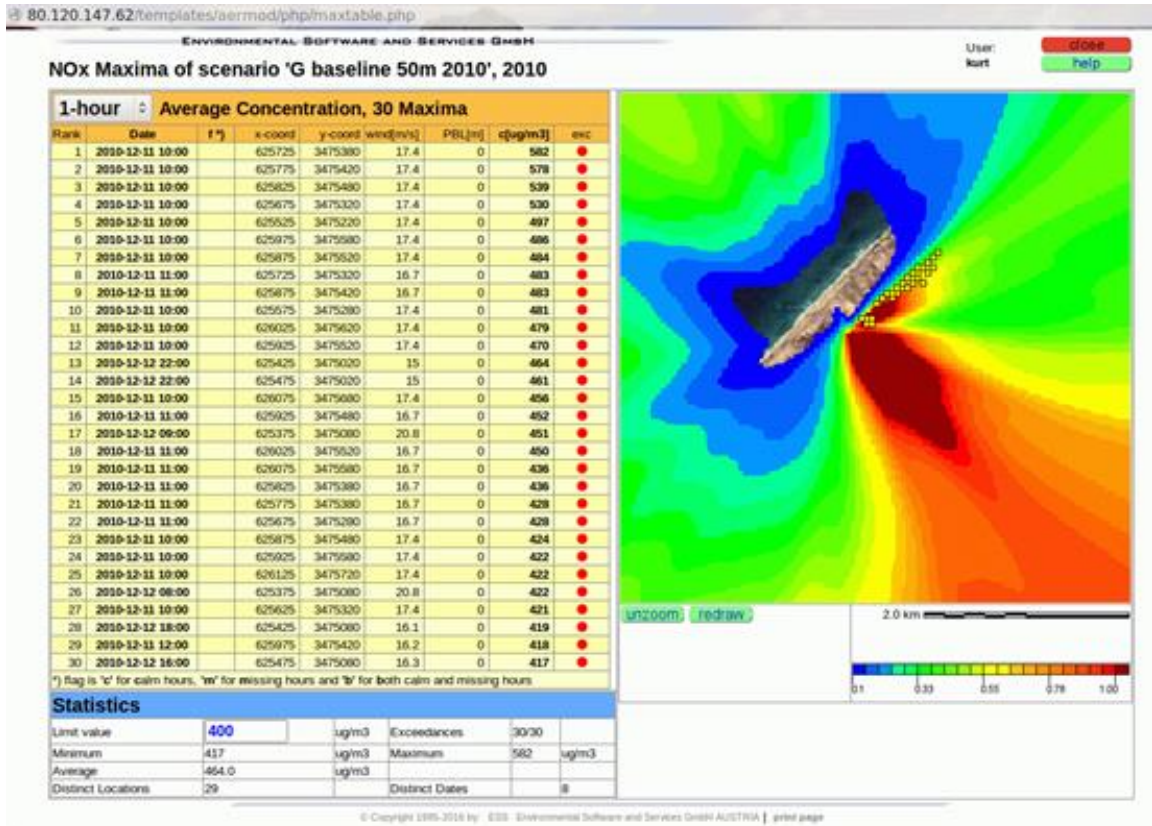 80.120.147.62/templates/aermod/php/maxtable.php
ENVIRONMENTAL SOFTWARE AND SERVICES GMBH
User: close
kurt help
NOx Maxima of scenario 'G baseline 50m 2010', 2010
1-hour Average Concentration, 30 Maxima
Rank Date f *) x-coord y-coord wind[m/s] PBL[m] c[ug/m3] exc
1 2010-12-11 10:00 625725 3475380 17.4 0 582
2 2010-12-11 10:00 625775 3475420 17.4 0 578
3 2010-12-11 10:00 625825 3475480 17.4 0 539
4 2010-12-11 10:00 625675 3475320 17.4 0 530
5 2010-12-11 10:00 625525 3475220 17.4 0 497
6 2010-12-11 10:00 625975 3475580 17.4 0 486
7 2010-12-11 10:00 625875 3475520 17.4 0 484
8 2010-12-11 11:00 625725 3475320 16.7 0 483
9 2010-12-11 11:00 625875 3475420 16.7 0 483
10 2010-12-11 10:00 625575 3475280 17.4 0 481
11 2010-12-11 10:00 626025 3475620 17.4 0 479
12 2010-12-11 10:00 625925 3475520 17.4 0 470
13 2010-12-12 22:00 625425 3475020 15 0 464
14 2010-12-12 22:00 625475 3475020 15 0 461
15 2010-12-11 10:00 626075 3475680 17.4 0 456
16 2010-12-11 11:00 625925 3475480 16.7 0 452
17 2010-12-12 09:00 625375 3475080 20.8 0 451
18 2010-12-11 11:00 626025 3475520 16.7 0 450
19 2010-12-11 11:00 626075 3475580 16.7 0 436
20 2010-12-11 11:00 625825 3475380 16.7 0 436
21 2010-12-11 11:00 625775 3475380 16.7 0 428
22 2010-12-11 11:00 625675 3475280 16.7 0 428
23 2010-12-11 10:00 625875 3475480 17.4 0 424
24 2010-12-11 10:00 625925 3475580 17.4 0 422
25 2010-12-11 10:00 626125 3475720 17.4 0 422
26 2010-12-12 08:00 625375 3475080 20.8 0 422
27 2010-12-11 10:00 625625 3475320 17.4 0 421
28 2010-12-12 18:00 625425 3475080 16.1 0 419
29 2010-12-11 12:00 625975 3475420 16.2 0 418
30 2010-12-12 16:00 625475 3475060 16.3 0 417
*) flag is 'c' for calm hours, 'm' for missing hours and 'b' for both calm and missing hours
unzoom redraw 2.0 km
0.1 0.33 0.55 0.78 1.00
Statistics
Limit value 400 ug/m3 Exceedances 30/30
Minimum 417 ug/m3 Maximum 582 ug/m3
Average 464.0 ug/m3
Distinct Locations 29 Distinct Dates 8
© Copyright 1995-2016 by ESS Environmental Software and Services GmbH AUSTRIA | print page